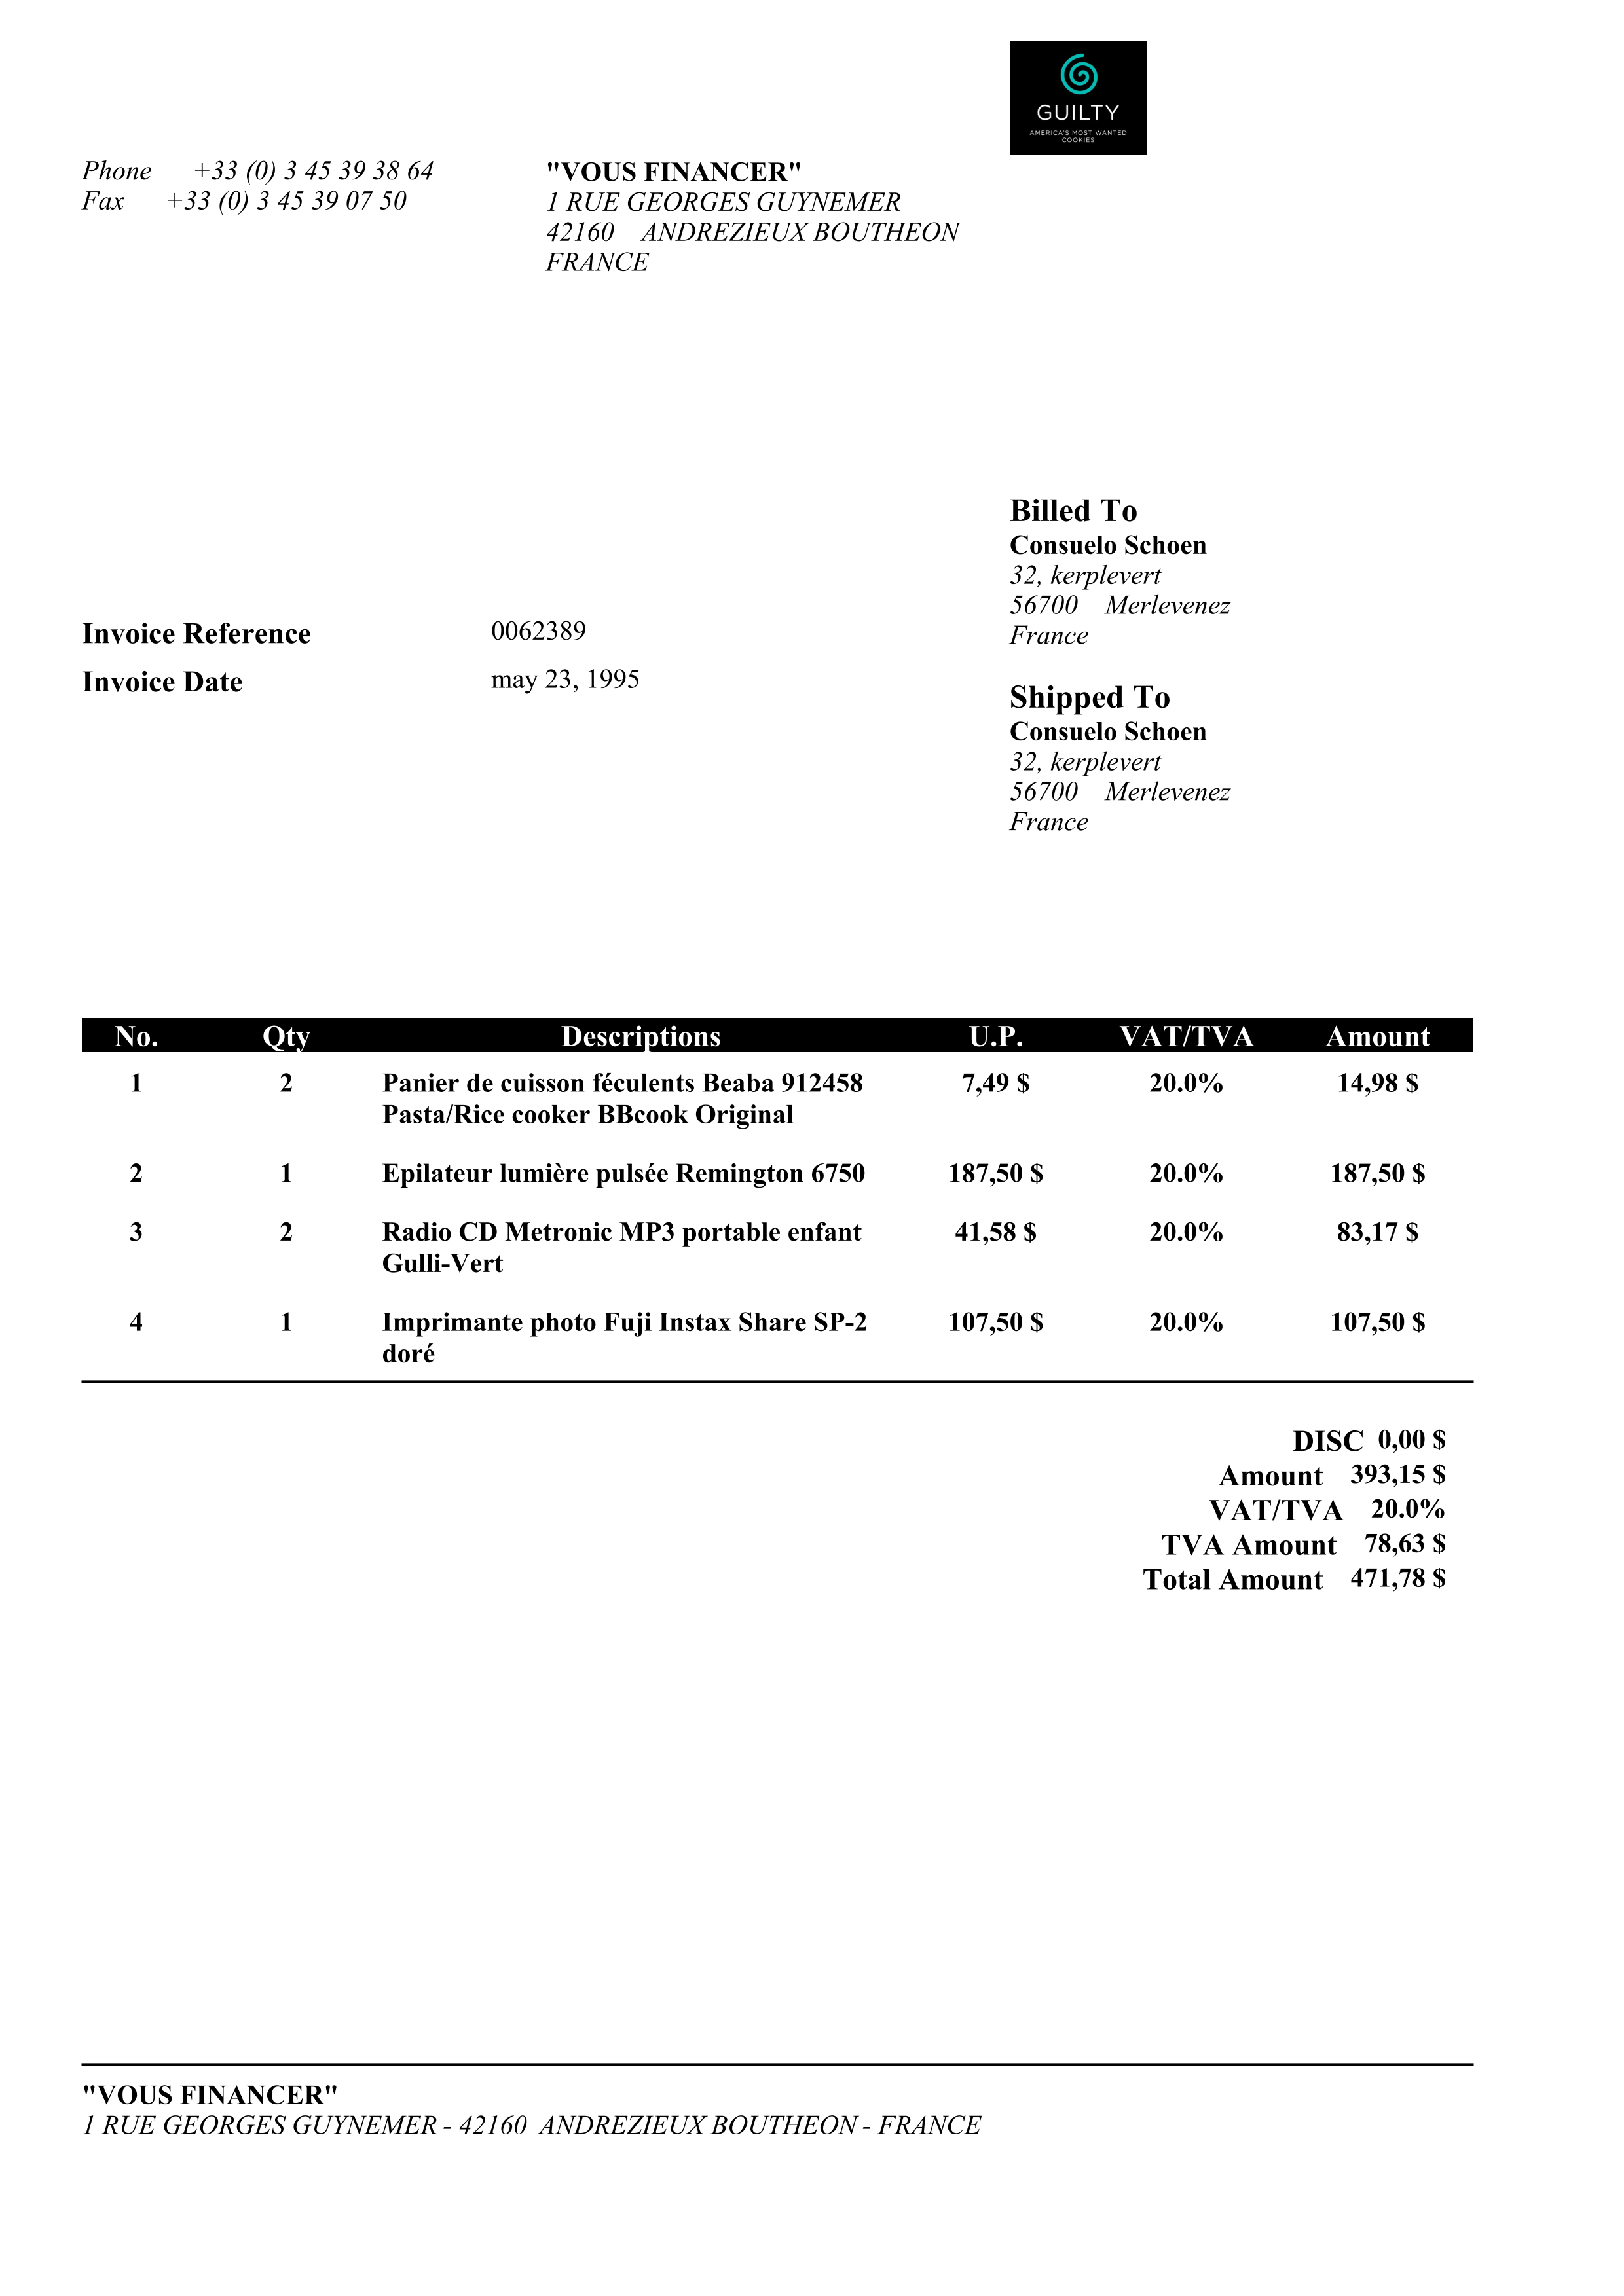 GUILTY
AMERICA'S MOST WANTED
COOKIES
Phone +33 (0) 3 45 39 38 64
Fax +33 (0) 3 45 39 07 50
"VOUS FINANCER"
1 RUE GEORGES GUYNEMER
42160 ANDREZIEUX BOUTHEON
FRANCE
Billed To
Consuelo Schoen
32, kerplevert
56700 Merlevenez
France
Invoice Reference 0062389
Invoice Date may 23, 1995
Shipped To
Consuelo Schoen
32, kerplevert
56700 Merlevenez
France
No. Qty Descriptions U.P. VAT/TVA Amount
1 2 Panier de cuisson féculents Beaba 912458 7,49 $ 20.0% 14,98 $
Pasta/Rice cooker BBcook Original
2 1 Epilateur lumière pulsée Remington 6750 187,50 $ 20.0% 187,50 $
3 2 Radio CD Metronic MP3 portable enfant 41,58 $ 20.0% 83,17 $
Gulli-Vert
4 1 Imprimante photo Fuji Instax Share SP-2 107,50 $ 20.0% 107,50 $
doré
DISC 0,00 $
Amount 393,15 $
VAT/TVA 20.0%
TVA Amount 78,63 $
Total Amount 471,78 $
"VOUS FINANCER"
1 RUE GEORGES GUYNEMER - 42160 ANDREZIEUX BOUTHEON - FRANCE